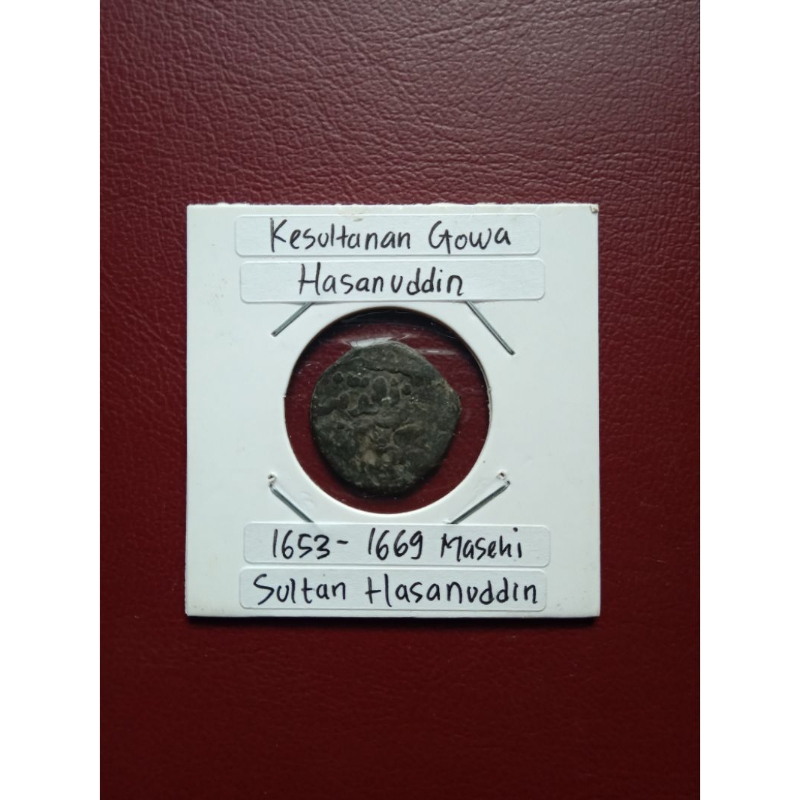 Kesultanan Gowa
Hasanuddin
1653 - 1669 Masehi
Sultan Hasanuddin